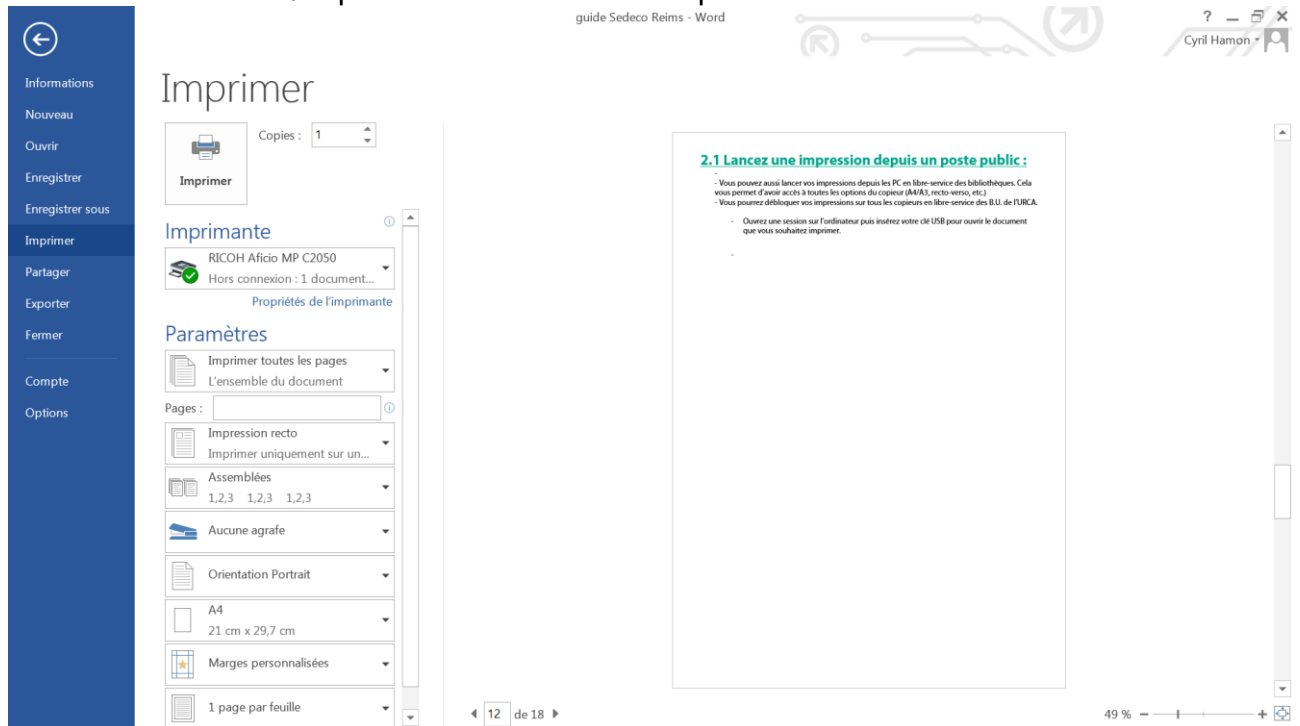 guide Sedeco Reims - Word
?
Cyril Hamon
Informations
Nouveau
Ouvrir
Enregistrer
Enregistrer sous
Imprimer
Partager
Exporter
Fermer
Compte
Options
Imprimer
Copies : 1
Imprimer
Imprimante
RICOH Aficio MP C2050
Hors connexion : 1 document...
Propriétés de l'imprimante
Paramètres
Imprimer toutes les pages
L'ensemble du document
Pages :
Impression recto
Imprimer uniquement sur un...
Assemblées
1,2,3 1,2,3 1,2,3
Aucune agrafe
Orientation Portrait
A4
21 cm x 29,7 cm
Marges personnalisées
1 page par feuille
2.1 Lancez une impression depuis un poste public :
-
- Vous pouvez aussi lancer vos impressions depuis les PC en libre-service des bibliothèques. Cela
vous permet d'avoir accès à toutes les options du copieur (A4/A3, recto-verso, etc.)
- Vous pourrez débloquer vos impressions sur tous les copieurs en libre-service des B.U. de l'URCA.
- Ouvrez une session sur l'ordinateur puis insérez votre clé USB pour ouvrir le document
que vous souhaitez imprimer.
-
12 de 18
49 %